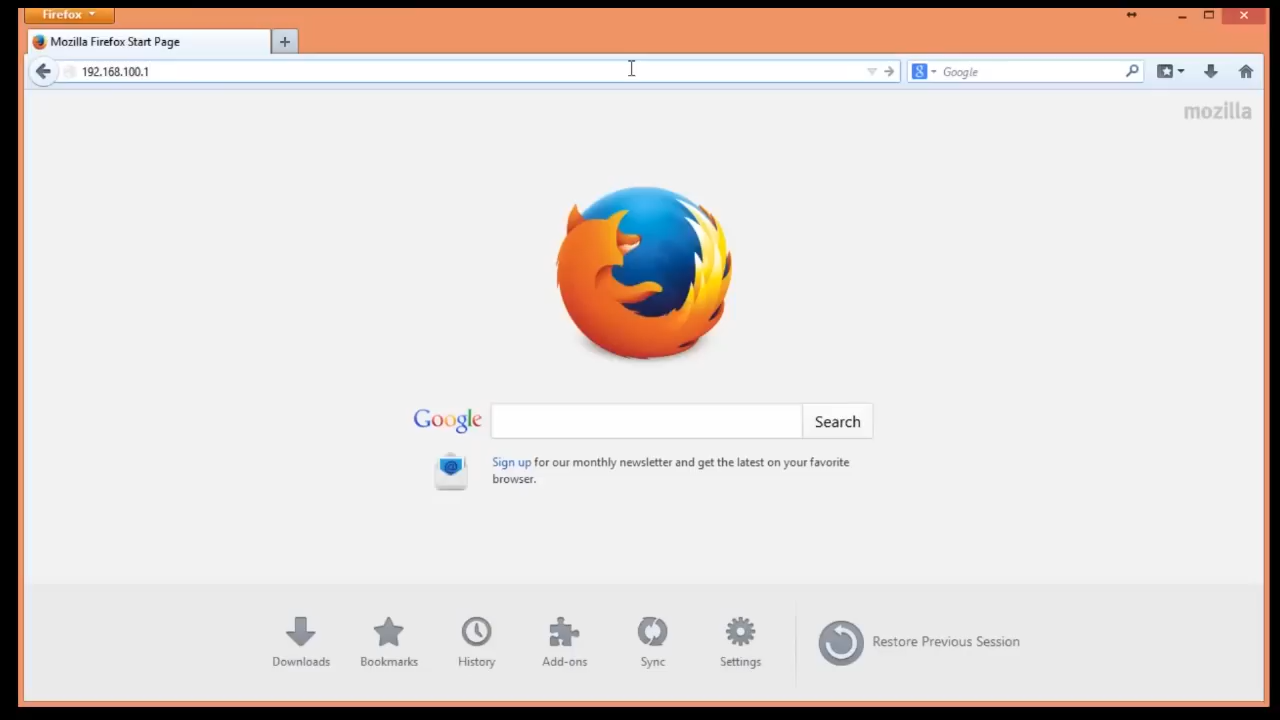 Firefox
Mozilla Firefox Start Page
192.168.100.1
Google
mozilla
Google
Search
Sign up for our monthly newsletter and get the latest on your favorite
browser.
Downloads
Bookmarks
History
Add-ons
Sync
Settings
Restore Previous Session